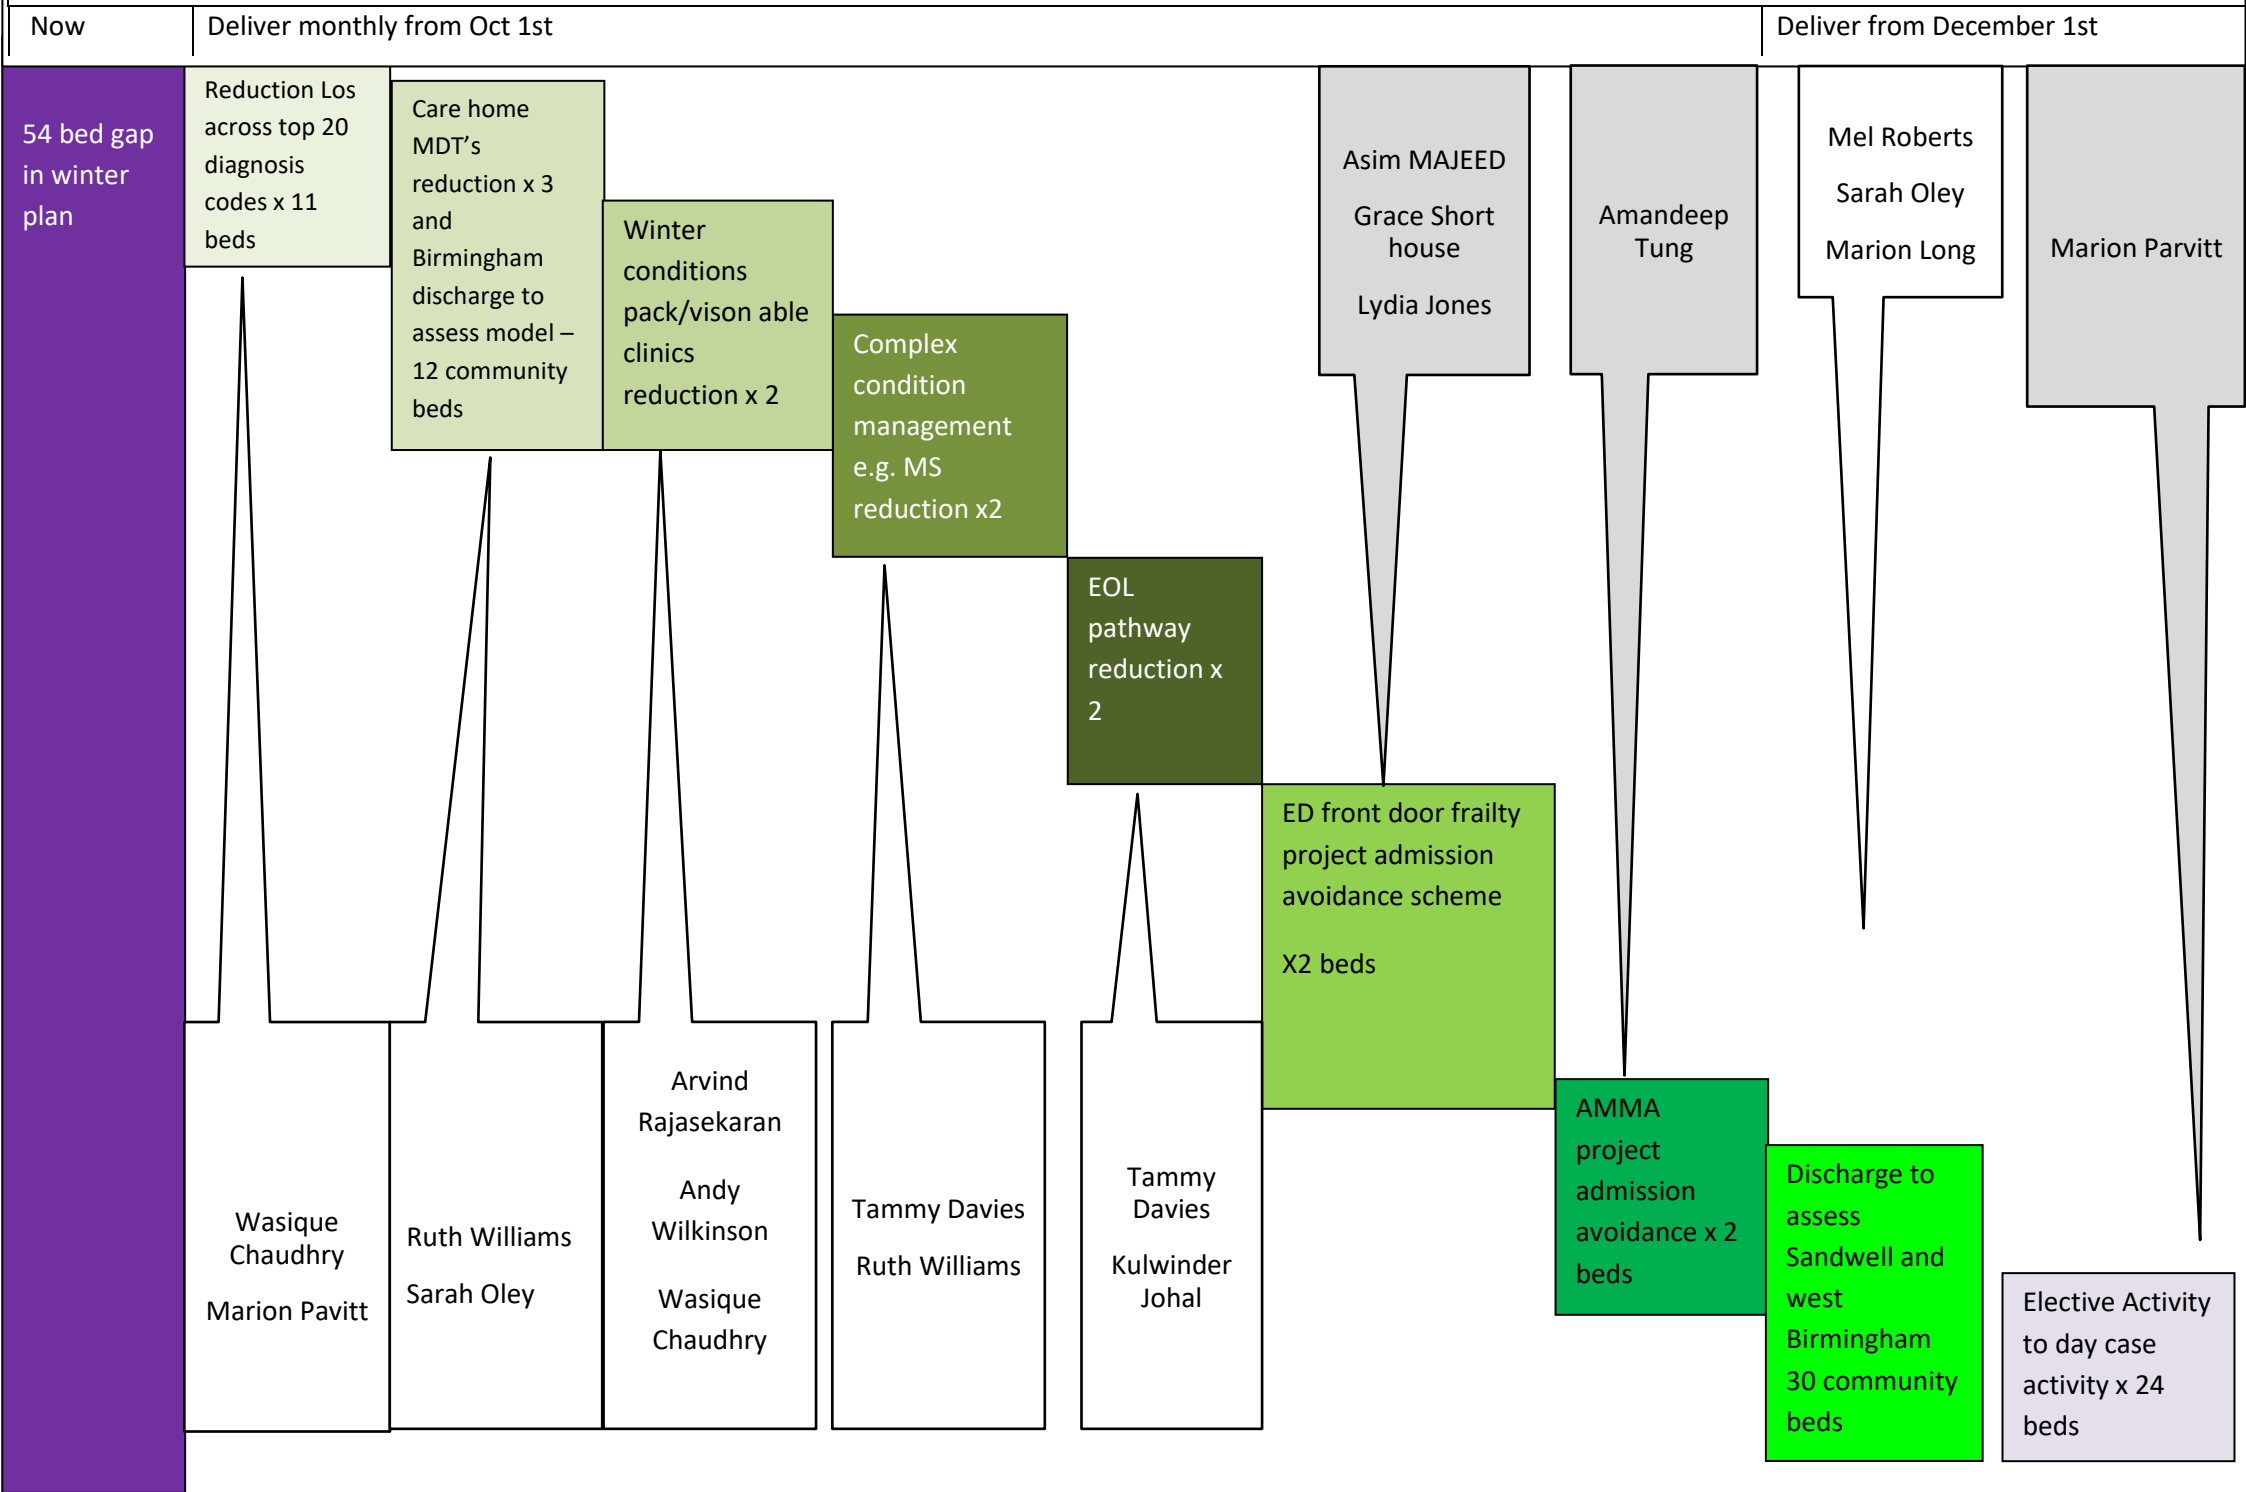 Now
Deliver monthly from Oct 1st
Deliver from December 1st
54 bed gap
in winter
plan
Reduction Los
across top 20
diagnosis
codes x 11
beds
Care home
MDT’s
reduction x 3
and
Birmingham
discharge to
assess model –
12 community
beds
Winter
conditions
pack/vison able
clinics
reduction x 2
Complex
condition
management
e.g. MS
reduction x2
EOL
pathway
reduction x
2
Asim MAJEED
Grace Short
house
Lydia Jones
Amandeep
Tung
Mel Roberts
Sarah Oley
Marion Long
Marion Parvitt
ED front door frailty
project admission
avoidance scheme
X2 beds
AMMA
project
admission
avoidance x 2
beds
Discharge to
assess
Sandwell and
west
Birmingham
30 community
beds
Elective Activity
to day case
activity x 24
beds
Wasique
Chaudhry
Marion Pavitt
Ruth Williams
Sarah Oley
Arvind
Rajasekaran
Andy
Wilkinson
Wasique
Chaudhry
Tammy Davies
Ruth Williams
Tammy
Davies
Kulwinder
Johal